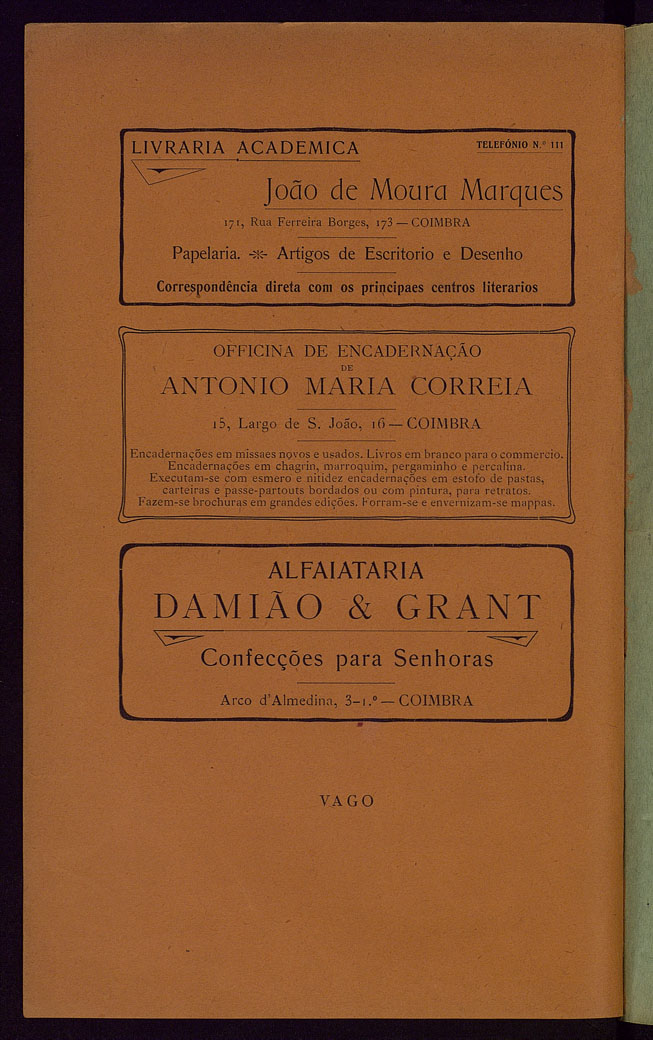 LIVRARIA ACADEMICA
TELEFÓNIO N.º 111
João de Moura Marques
171, Rua Ferreira Borges, 173 — COIMBRA
Papelaria. -※- Artigos de Escritorio e Desenho
Correspondência direta com os principaes centros literarios
OFFICINA DE ENCADERNAÇÃO
DE
ANTONIO MARIA CORREIA
15, Largo de S. João, 16 — COIMBRA
Encadernações em missaes novos e usados. Livros em branco para o commercio.
Encadernações em chagrin, marroquim, pergaminho e percalina.
Executam-se com esmero e nitidez encadernações em estofo de pastas,
carteiras e passe-partouts bordados ou com pintura, para retratos.
Fazem-se brochuras em grandes edições. Forram-se e envernizam-se mappas.
ALFAIATARIA
DAMIÃO & GRANT
Confecções para Senhoras
Arco d'Almedina, 3-1.º — COIMBRA
VAGO